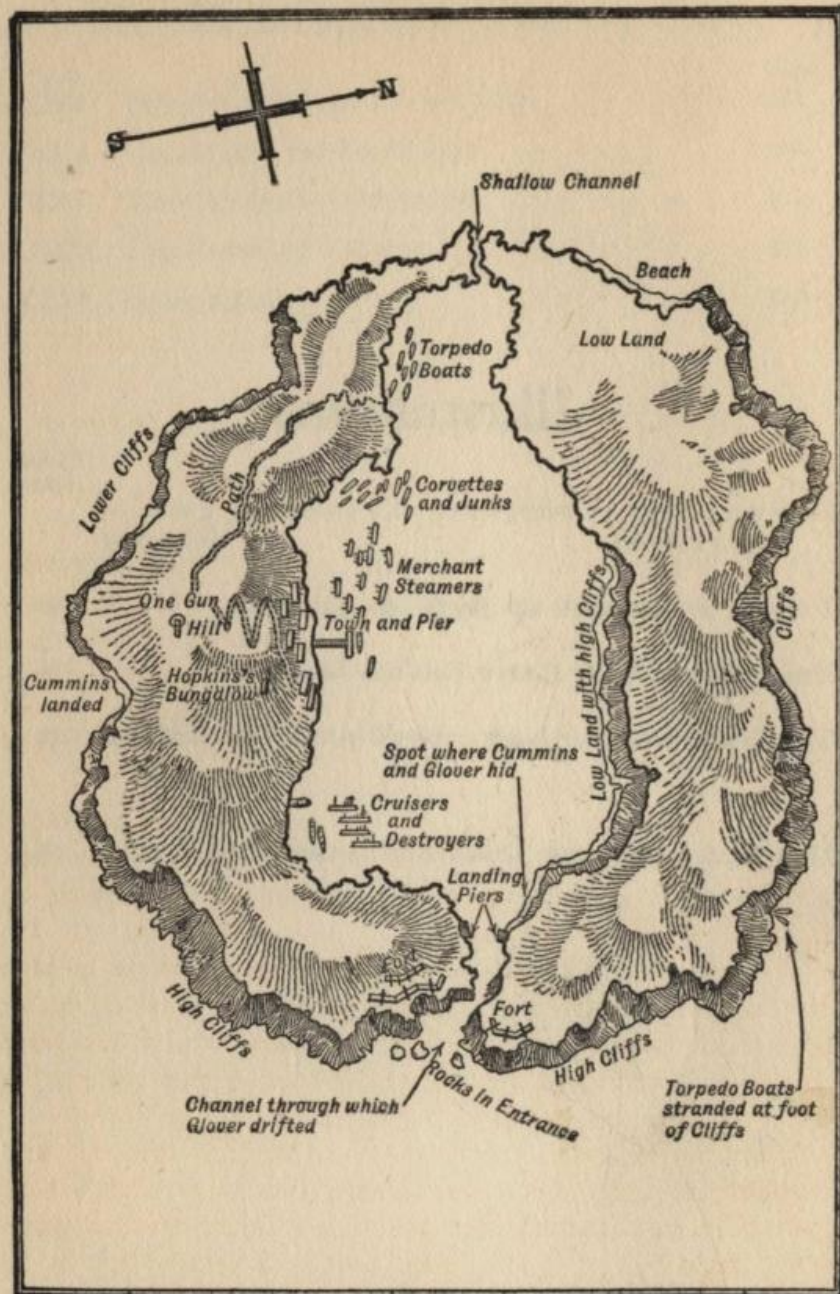 S
N
Shallow Channel
Beach
Low Land
Torpedo
Boats
Lower Cliffs
Path
Corvettes
and Junks
Merchant
Steamers
Cliffs
One Gun
Hill
Town and Pier
Hopkins's
Bungalow
Cummins
landed
Low Land with high Cliffs
Spot where Cummins
and Glover hid
Cruisers
and
Destroyers
Landing
Piers
Fort
Fort
High Cliffs
High Cliffs
Rocks in Entrance
Channel through which
Glover drifted
Torpedo Boats
stranded at foot
of Cliffs